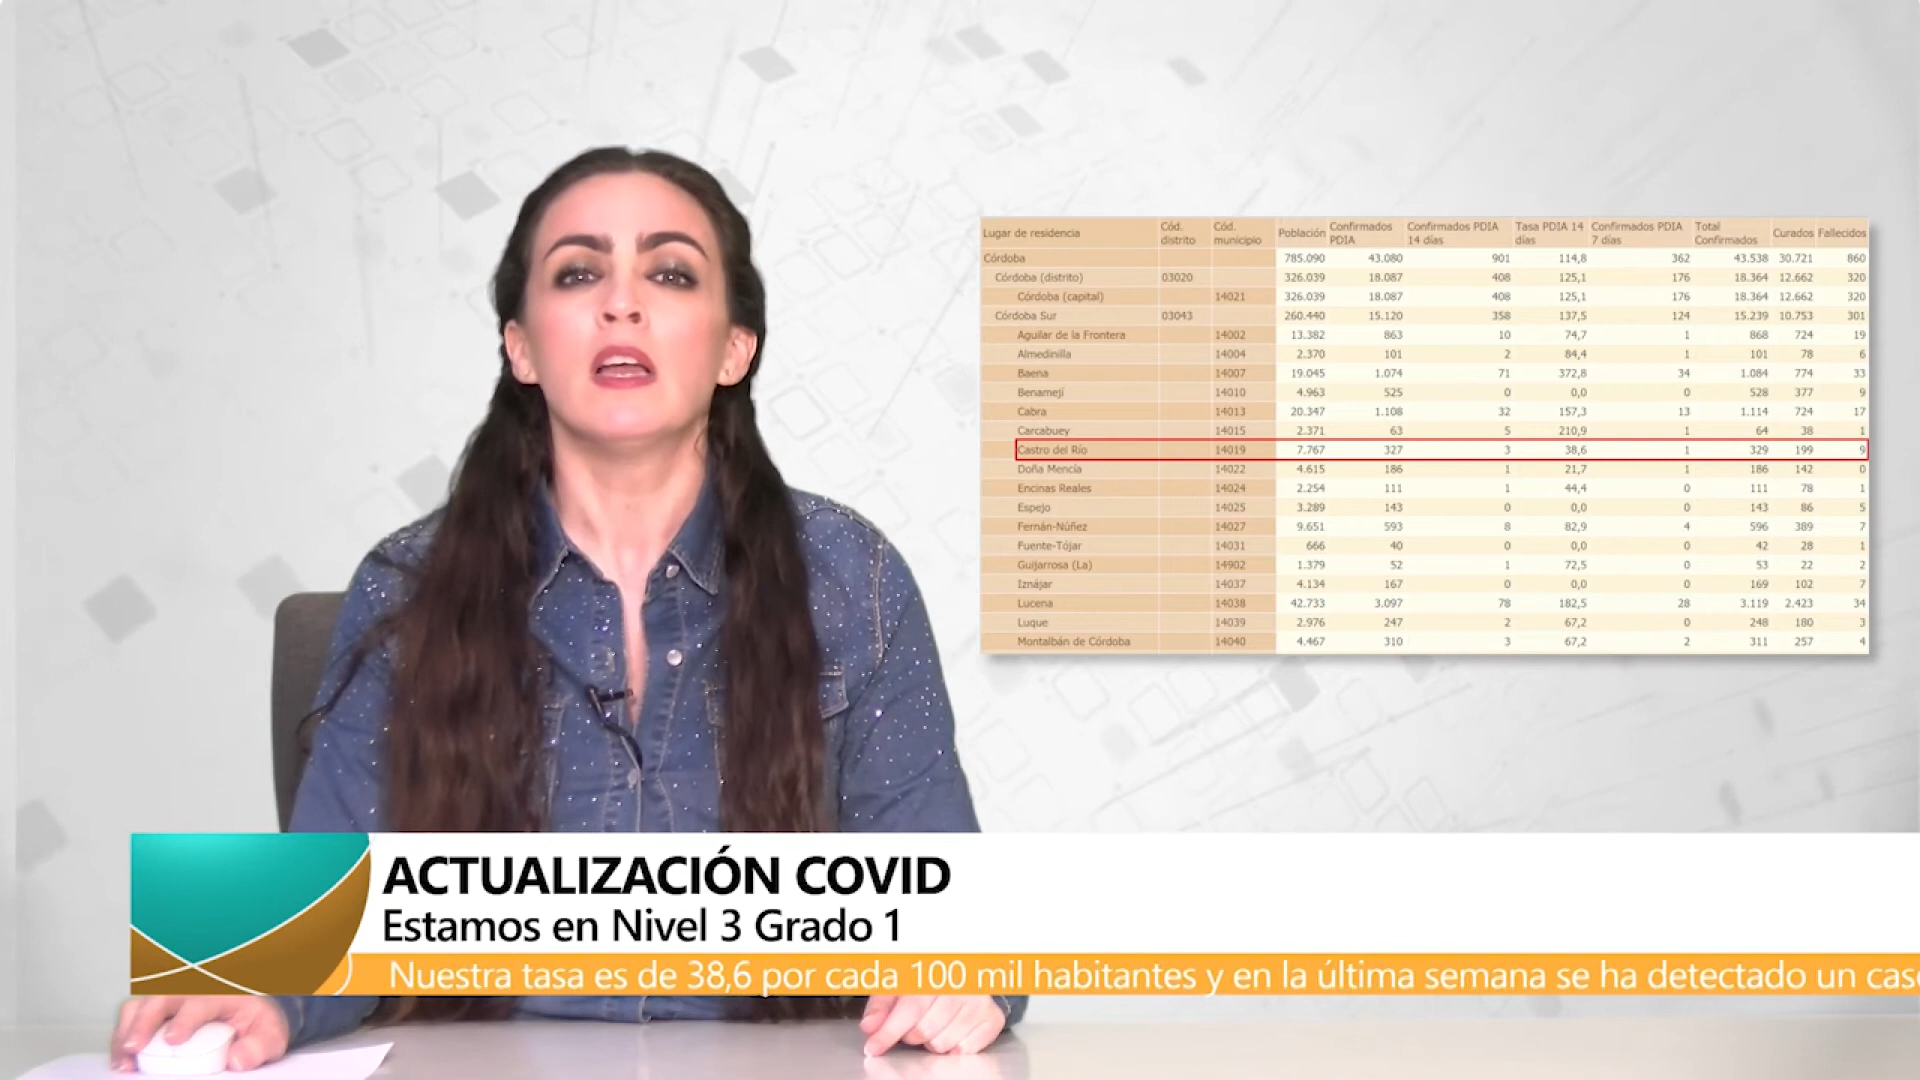 Lugar de residencia Cód. distrito Cód. municipio Población Confirmados PDIA Confirmados PDIA 14 días Tasa PDIA 14 días Confirmados PDIA 7 días Total Confirmados Curados Fallecidos
Córdoba 785.090 43.080 901 114,8 362 43.538 30.721 860
Córdoba (distrito) 03020 326.039 18.087 408 125,1 176 18.364 12.662 320
Córdoba (capital) 14021 326.039 18.087 408 125,1 176 18.364 12.662 320
Córdoba Sur 03043 260.440 15.120 358 137,5 124 15.239 10.753 301
Aguilar de la Frontera 14002 13.382 863 10 74,7 1 868 724 19
Almedinilla 14004 2.370 101 2 84,4 1 101 78 6
Baena 14007 19.045 1.074 71 372,8 34 1.084 774 33
Benamejí 14010 4.963 525 0 0,0 0 528 377 9
Cabra 14013 20.347 1.108 32 157,3 13 1.114 724 17
Carcabuey 14015 2.371 63 5 210,9 1 64 38 1
Castro del Río 14019 7.767 327 3 38,6 1 329 199 9
Doña Mencía 14022 4.615 186 1 21,7 1 186 142 0
Encinas Reales 14024 2.254 111 1 44,4 0 111 78 1
Espejo 14025 3.289 143 0 0,0 0 143 86 5
Fernán-Núñez 14027 9.651 593 8 82,9 4 596 389 7
Fuente-Tójar 14031 666 40 0 0,0 0 42 28 1
Guijarrosa (La) 14902 1.379 52 1 72,5 0 53 22 2
Iznájar 14037 4.134 167 0 0,0 0 169 102 7
Lucena 14038 42.733 3.097 78 182,5 28 3.119 2.423 34
Luque 14039 2.976 247 2 67,2 0 248 180 3
Montalbán de Córdoba 14040 4.467 310 3 67,2 2 311 257 4
ACTUALIZACIÓN COVID
Estamos en Nivel 3 Grado 1
Nuestra tasa es de 38,6 por cada 100 mil habitantes y en la última semana se ha detectado un caso